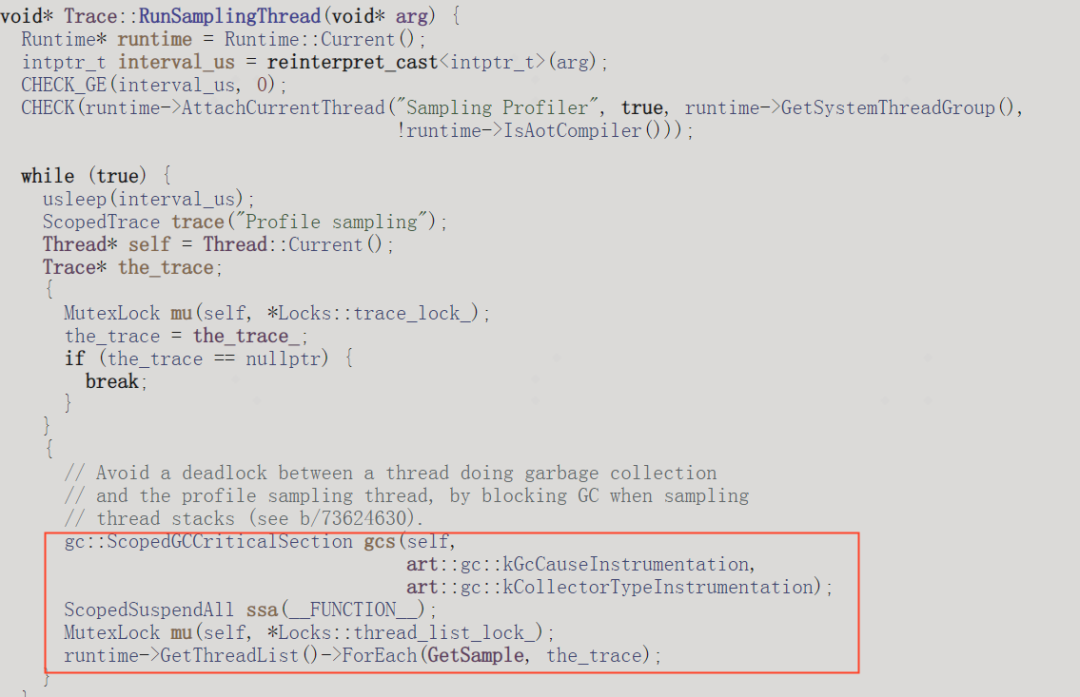 void* Trace::RunSamplingThread(void* arg) {
  Runtime* runtime = Runtime::Current();
  intptr_t interval_us = reinterpret_cast<intptr_t>(arg);
  CHECK_GE(interval_us, 0);
  CHECK(runtime->AttachCurrentThread("Sampling Profiler", true, runtime->GetSystemThreadGroup(),
                                     !runtime->IsAotCompiler()));

  while (true) {
    usleep(interval_us);
    ScopedTrace trace("Profile sampling");
    Thread* self = Thread::Current();
    Trace* the_trace;
    {
      MutexLock mu(self, *Locks::trace_lock_);
      the_trace = the_trace_;
      if (the_trace == nullptr) {
        break;
      }
    }
    {
      // Avoid a deadlock between a thread doing garbage collection
      // and the profile sampling thread, by blocking GC when sampling
      // thread stacks (see b/73624630).
      gc::ScopedGCCriticalSection gcs(self,
                                      art::gc::kGcCauseInstrumentation,
                                      art::gc::kCollectorTypeInstrumentation);
      ScopedSuspendAll ssa(__FUNCTION__);
      MutexLock mu(self, *Locks::thread_list_lock_);
      runtime->GetThreadList()->ForEach(GetSample, the_trace);
    }
  }